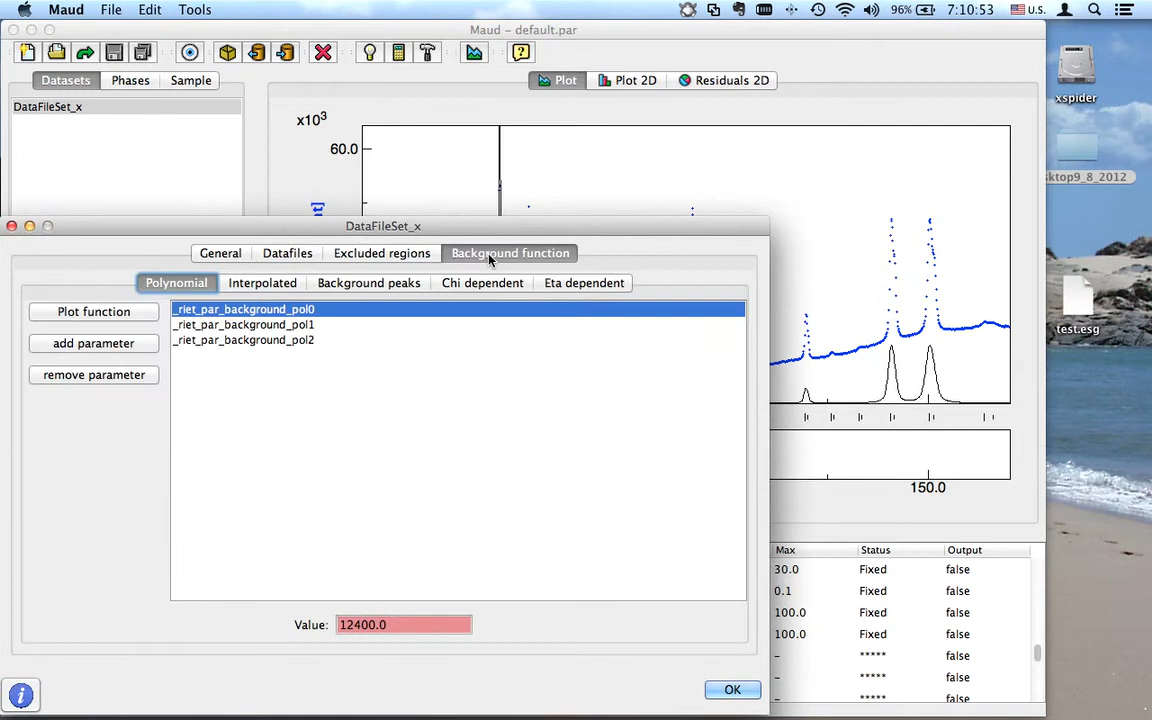 Maud File Edit Tools 96% 7:10:53 U.S.
Maud - default.par
Datasets Phases Sample Plot Plot 2D Residuals 2D
DataFileSet_x
x10³
60.0
xspider
sktop9_8_2012
test.esg
DataFileSet_x
General Datafiles Excluded regions Background function
Polynomial Interpolated Background peaks Chi dependent Eta dependent
Plot function
add parameter
remove parameter
_riet_par_background_pol0
_riet_par_background_pol1
_riet_par_background_pol2
Value: 12400.0
OK
150.0
Max Status Output
30.0 Fixed false
0.1 Fixed false
100.0 Fixed false
100.0 Fixed false
- ***** false
- ***** false
- ***** false